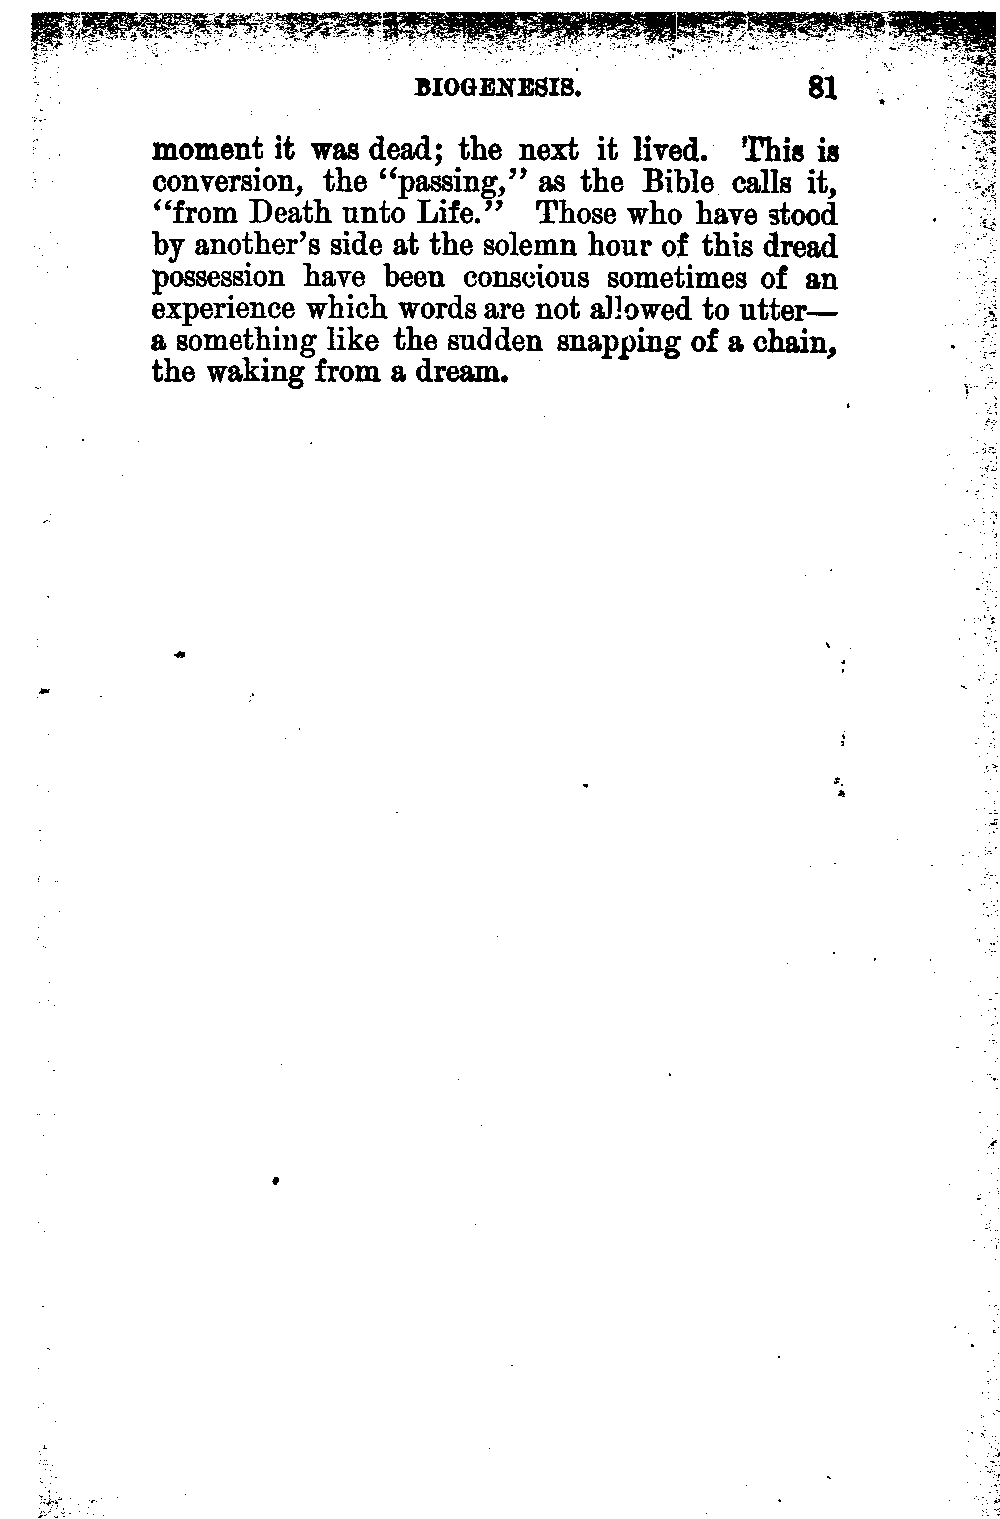 BIOGENESIS. 81
moment it was dead; the next it lived. This is
conversion, the “passing,” as the Bible calls it,
“from Death unto Life.” Those who have stood
by another’s side at the solemn hour of this dread
possession have been conscious sometimes of an
experience which words are not allowed to utter—
a something like the sudden snapping of a chain,
the waking from a dream.